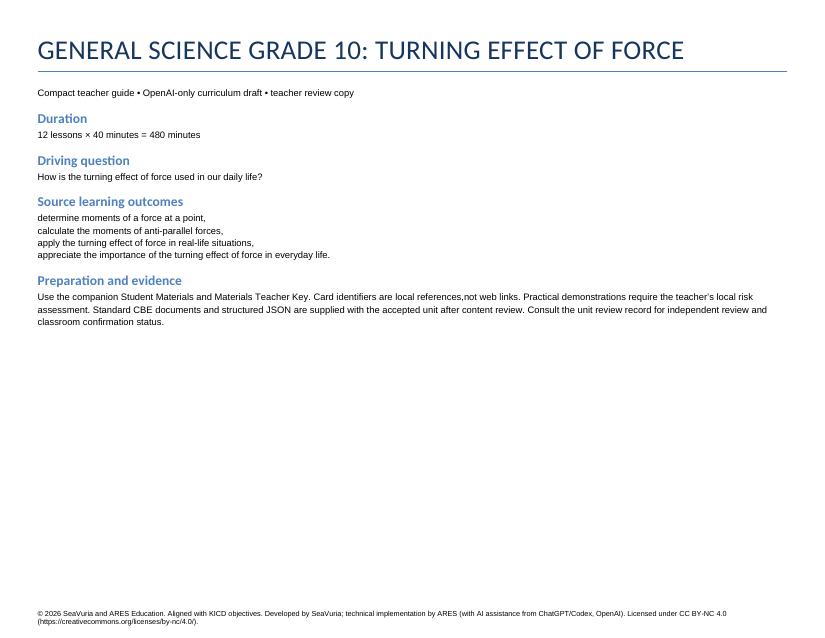 GENERAL SCIENCE GRADE 10: TURNING EFFECT OF FORCE
Compact teacher guide • OpenAI-only curriculum draft • teacher review copy
Duration
12 lessons × 40 minutes = 480 minutes
Driving question
How is the turning effect of force used in our daily life?
Source learning outcomes
determine moments of a force at a point,
calculate the moments of anti-parallel forces,
apply the turning effect of force in real-life situations,
appreciate the importance of the turning effect of force in everyday life.
Preparation and evidence
Use the companion Student Materials and Materials Teacher Key. Card identifiers are local references,not web links. Practical demonstrations require the teacher's local risk
assessment. Standard CBE documents and structured JSON are supplied with the accepted unit after content review. Consult the unit review record for independent review and
classroom confirmation status.
© 2026 SeaVuria and ARES Education. Aligned with KICD objectives. Developed by SeaVuria; technical implementation by ARES (with AI assistance from ChatGPT/Codex, OpenAI). Licensed under CC BY-NC 4.0
(https://creativecommons.org/licenses/by-nc/4.0/).